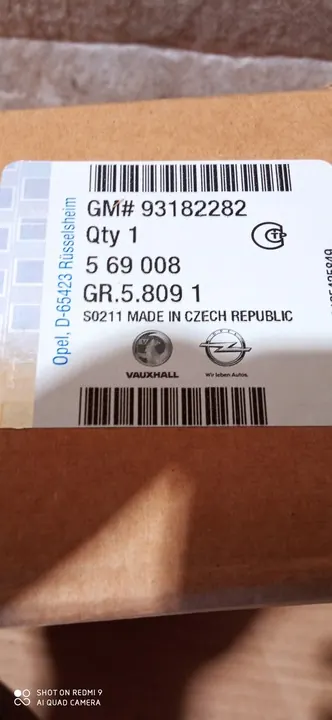 GM# 93182282
Qty 1
5 69 008
GR.5.809 1
S0211 MADE IN CZECH REPUBLIC
VAUXHALL
Wir leben Autos.
Opel, D-65423 Rüsselsheim
SHOT ON REDMI 9
AI QUAD CAMERA